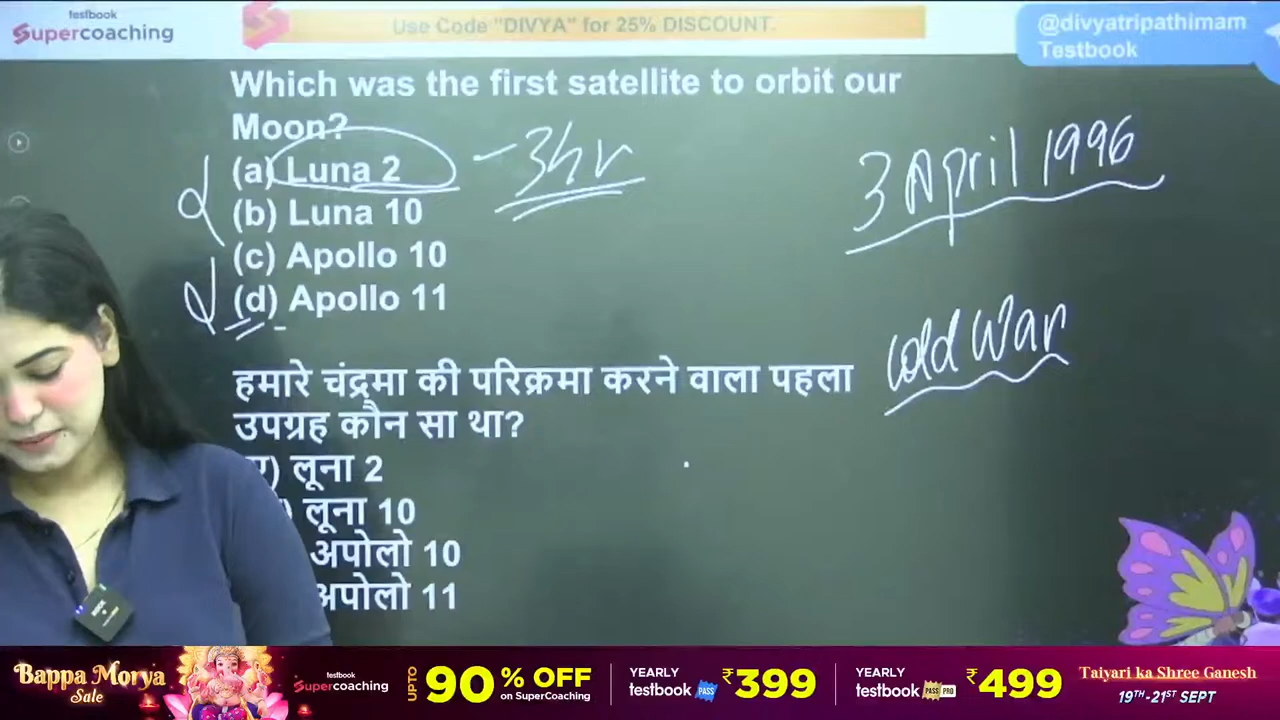 testbook
Supercoaching
Use Code "DIVYA" for 25% DISCOUNT.
@divyatripathimam
Testbook
Which was the first satellite to orbit our
Moon?
(a) Luna 2
(b) Luna 10
(c) Apollo 10
(d) Apollo 11
- 3hr
3 April 1996
Cold War
हमारे चंद्रमा की परिक्रमा करने वाला पहला
उपग्रह कौन सा था?
ए) लूना 2
) लूना 10
अपोलो 10
अपोलो 11
Bappa Morya
Sale
testbook
Supercoaching
UPTO 90% OFF
on SuperCoaching
YEARLY
testbook PASS
₹399
YEARLY
testbook PASS PRO
₹499
Taiyari ka Shree Ganesh
19TH-21ST SEPT